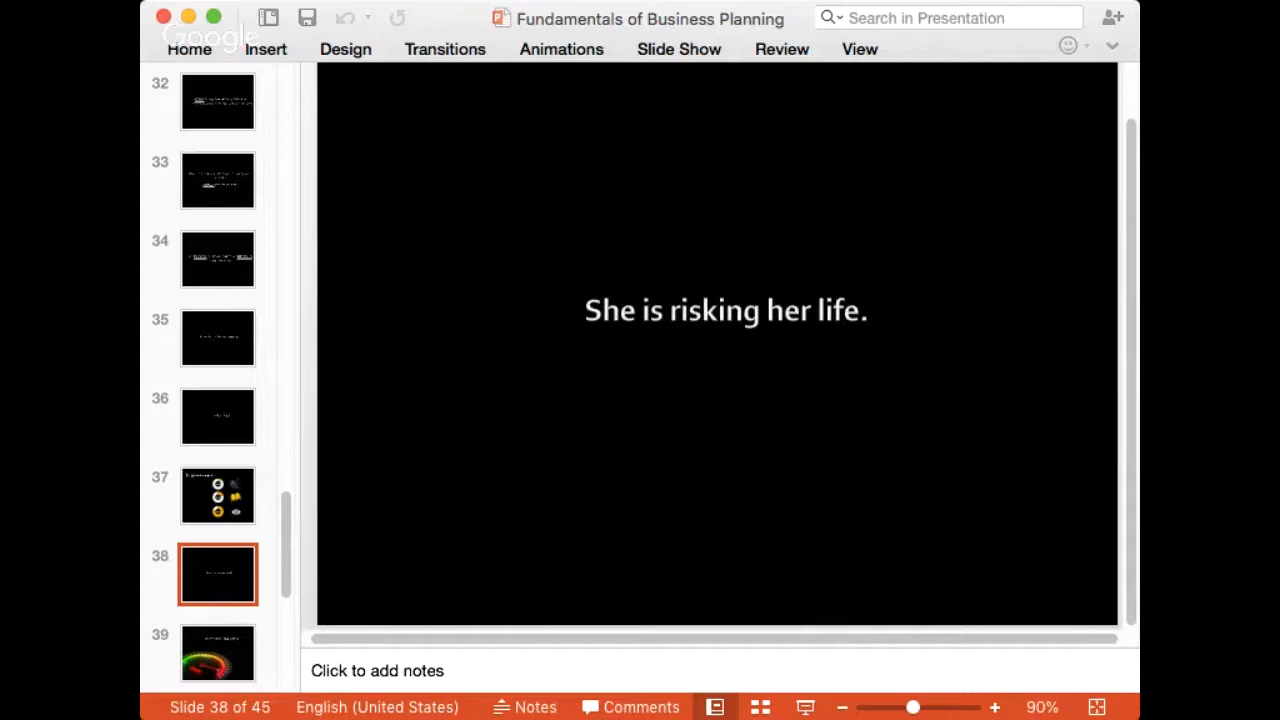 Fundamentals of Business Planning
Search in Presentation
Google
Home Insert Design Transitions Animations Slide Show Review View
32
33
34
35
36
37
38
39
She is risking her life.
Click to add notes
Slide 38 of 45 English (United States) Notes Comments 90%